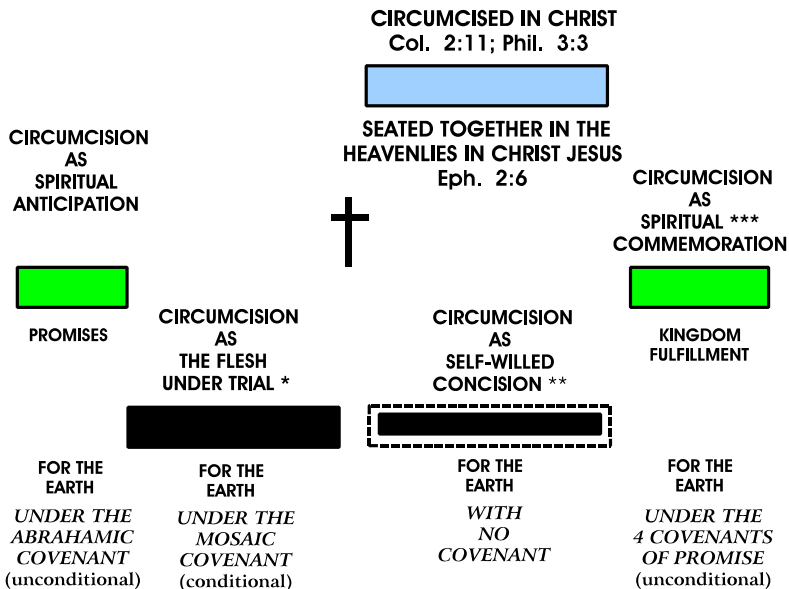 CIRCUMCISED IN CHRIST
Col. 2:11; Phil. 3:3
SEATED TOGETHER IN THE
HEAVENLIES IN CHRIST JESUS
Eph. 2:6
CIRCUMCISION
AS
SPIRITUAL
ANTICIPATION
PROMISES
CIRCUMCISION
AS
THE FLESH
UNDER TRIAL *
CIRCUMCISION
AS
SELF-WILLED
CONCISION **
CIRCUMCISION
AS
SPIRITUAL ***
COMMEMORATION
KINGDOM
FULFILLMENT
FOR THE
EARTH
UNDER THE
ABRAHAMIC
COVENANT
(unconditional)
FOR THE
EARTH
UNDER THE
MOSAIC
COVENANT
(conditional)
FOR THE
EARTH
WITH
NO
COVENANT
FOR THE
EARTH
UNDER THE
4 COVENANTS
OF PROMISE
(unconditional)